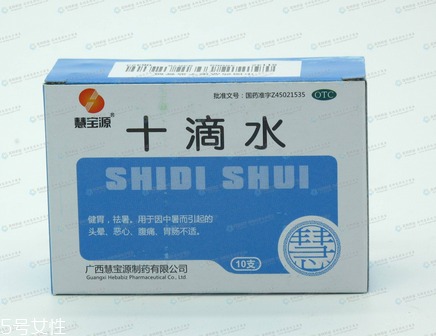 批准文号：国药准字Z45021535
OTC
慧宝源®
十滴水
SHIDI SHUI
健胃，祛暑。用于因中暑而引起的
头晕、恶心、腹痛、胃肠不适。
慧
10支
广西慧宝源制药有限公司
Guangxi Hebabiz Pharmaceutical Co., Ltd.
5号女性